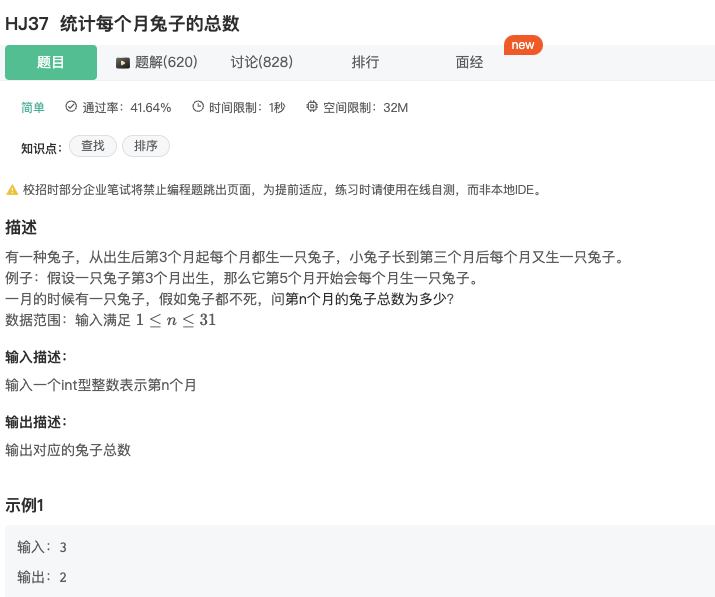 HJ37 统计每个月兔子的总数
new
题目 题解(620) 讨论(828) 排行 面经
简单 通过率：41.64% 时间限制：1秒 空间限制：32M
知识点： 查找 排序
校招时部分企业笔试将禁止编程题跳出页面，为提前适应，练习时请使用在线自测，而非本地IDE。
描述
有一种兔子，从出生后第3个月起每个月都生一只兔子，小兔子长到第三个月后每个月又生一只兔子。
例子：假设一只兔子第3个月出生，那么它第5个月开始会每个月生一只兔子。
一月的时候有一只兔子，假如兔子都不死，问第n个月的兔子总数为多少？
数据范围：输入满足 1 ≤ n ≤ 31
输入描述：
输入一个int型整数表示第n个月
输出描述：
输出对应的兔子总数
示例1
输入：3
输出：2